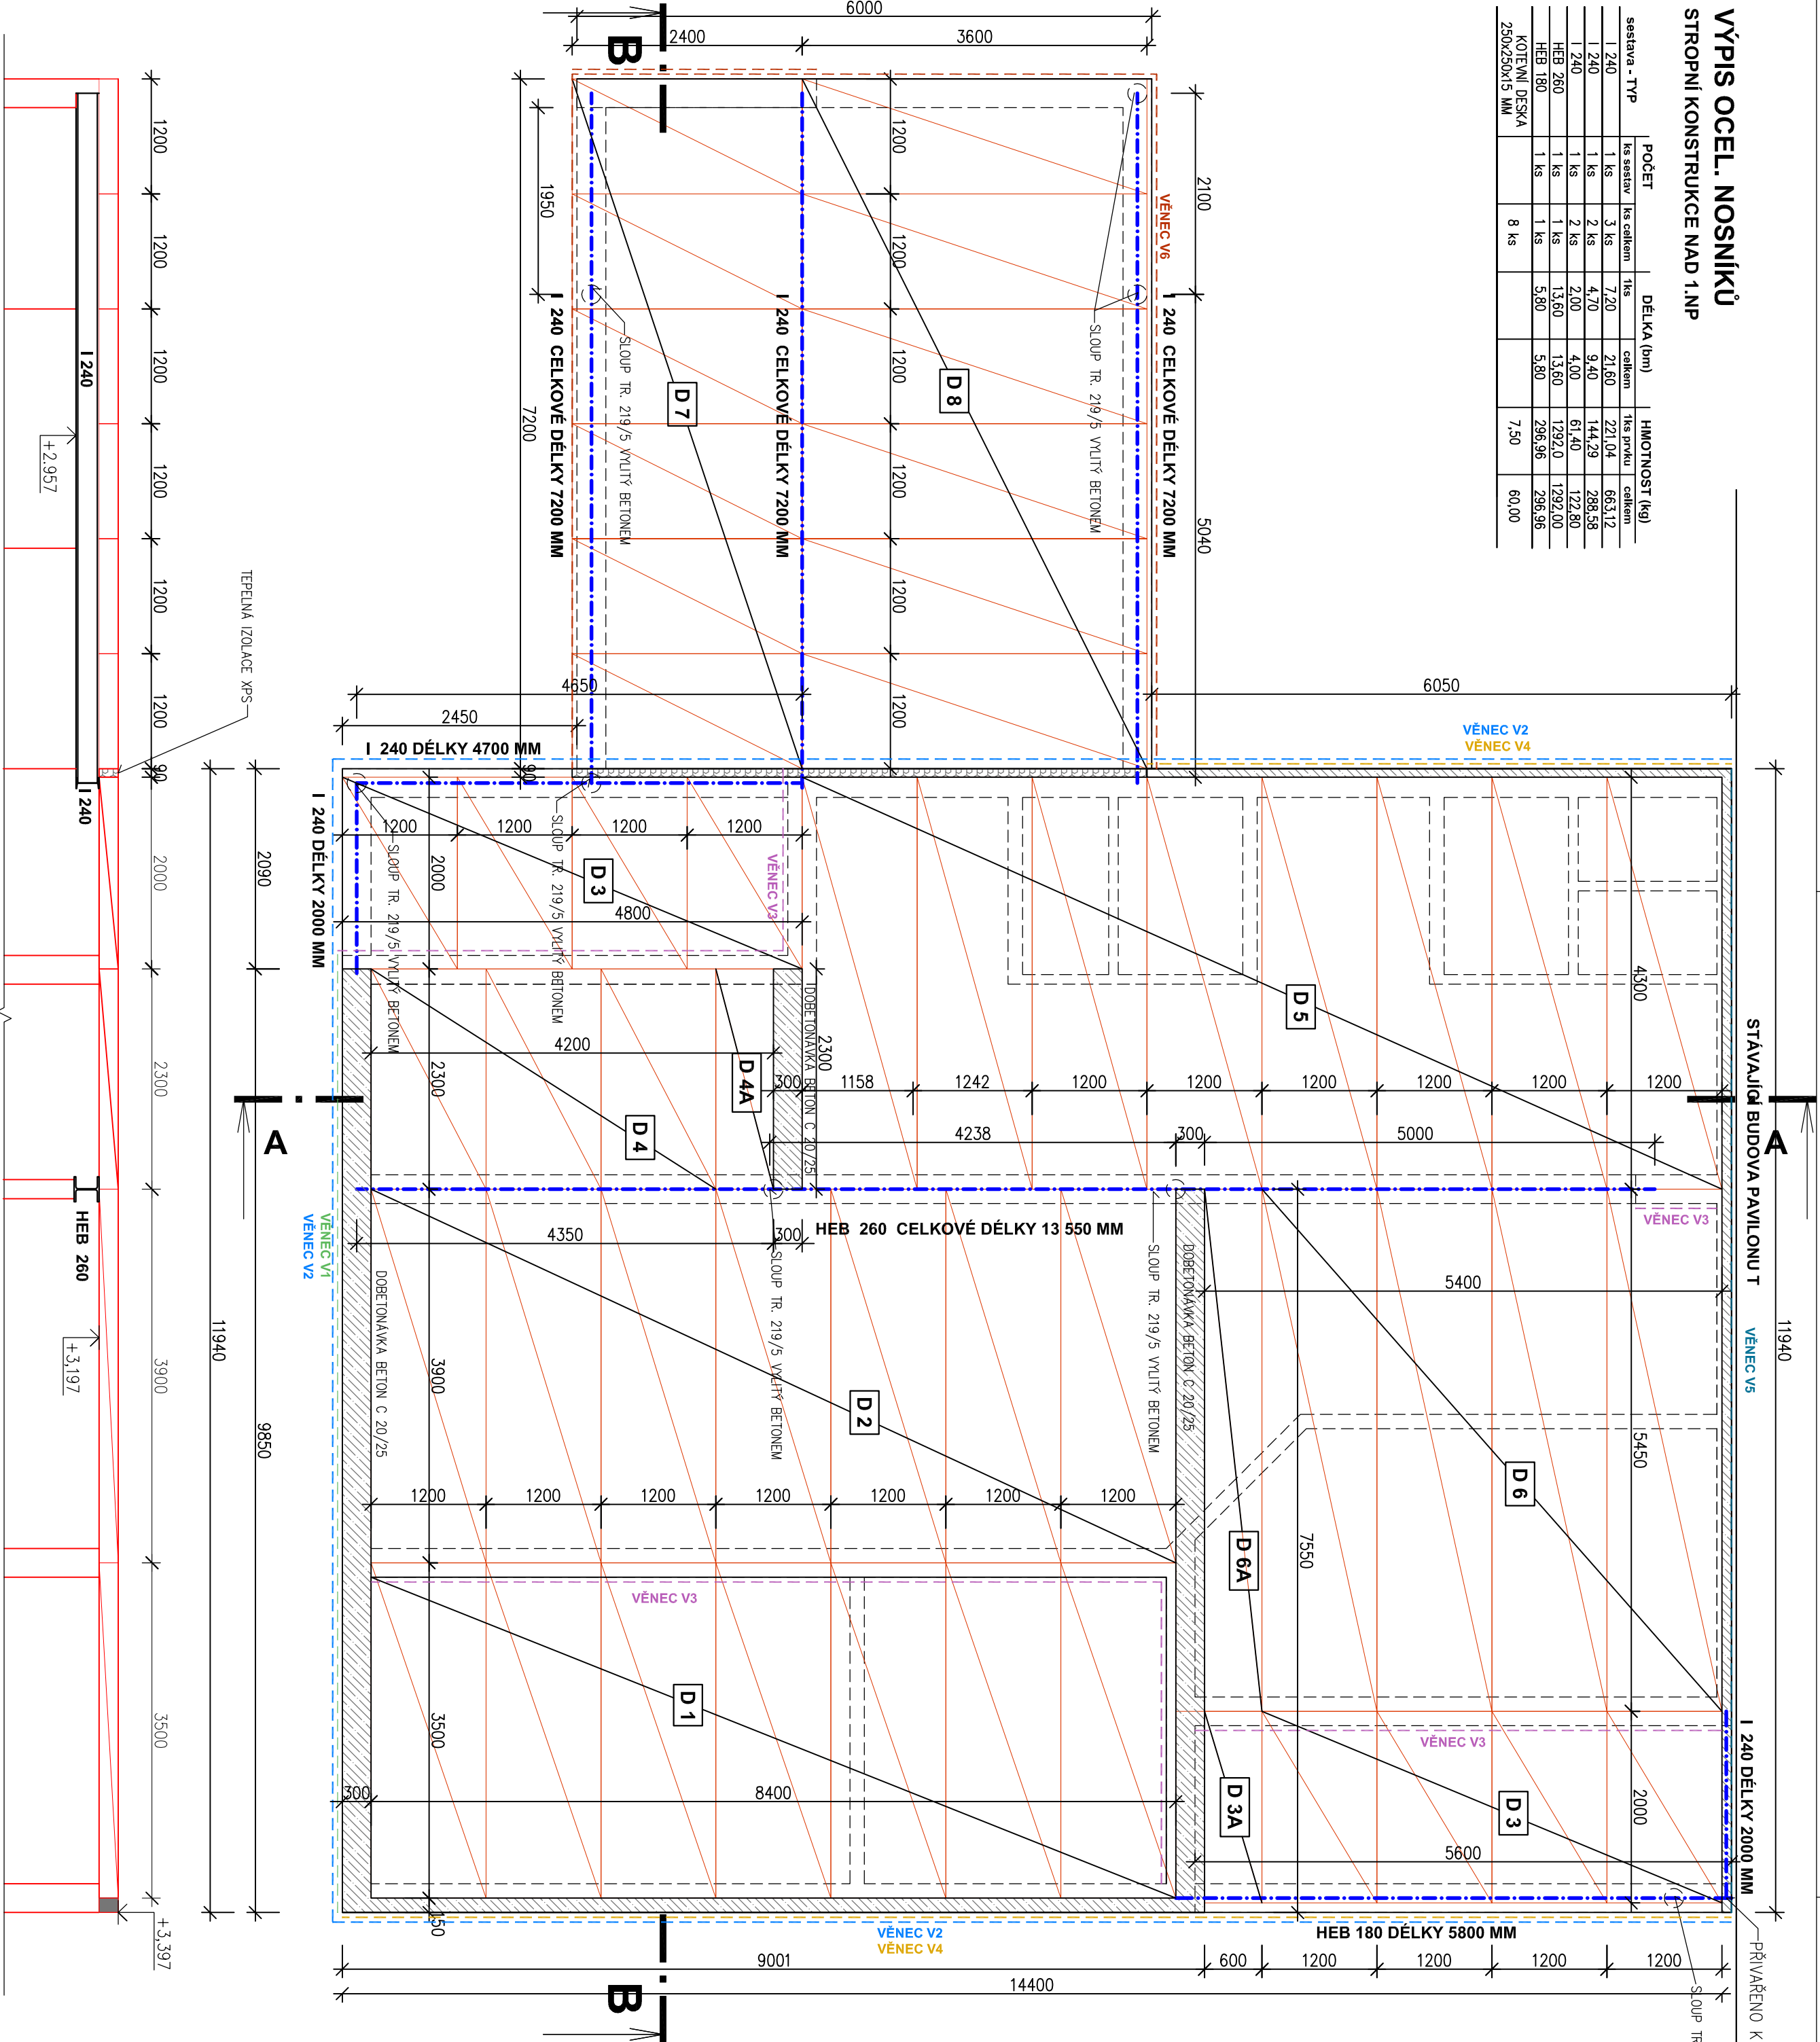 VÝPIS OCEL. NOSNÍKŮ
STROPNÍ KONSTRUKCE NAD 1.NP
sestava - TYP POČET DÉLKA (bm) HMOTNOST (kg)
ks sestav ks celkem 1ks celkem 1ks prvku celkem
I 240 1 ks 3 ks 7,20 21,60 221,04 663,12
I 240 1 ks 2 ks 4,70 9,40 144,29 288,58
I 240 1 ks 2 ks 2,00 4,00 61,40 122,80
HEB 260 1 ks 1 ks 13,60 13,60 1292,0 1292,00
HEB 180 1 ks 1 ks 5,80 5,80 296,96 296,96
KOTEVNÍ DESKA
250x250x15 MM 8 ks 7,50 60,00
6000
2400
3600
B
1200
1200
1200
1200
1200
1200
2100
5040
1950
7200
VĚNEC V6
I 240 CELKOVÉ DÉLKY 7200 MM
I 240 CELKOVÉ DÉLKY 7200 MM
I 240 CELKOVÉ DÉLKY 7200 MM
SLOUP TR. 219/5 VYLITÝ BETONEM
SLOUP TR. 219/5 VYLITÝ BETONEM
D 7
D 8
4650
2450
6050
VĚNEC V2
VĚNEC V4
I 240 DÉLKY 4700 MM
90
I 240 DÉLKY 2000 MM
1200
1200
1200
1200
2000
4800
D 3
VĚNEC V3
SLOUP TR. 219/5 VYLITÝ BETONEM
SLOUP TR. 219/5 VYLITÝ BETONEM
DOBETONÁVKA BETON C 20/25
2300
4200
2300
D 4A
D 4
D 5
4300
300
1158
1242
1200
1200
1200
1200
1200
1200
4238
300
5000
A
A
STÁVAJÍCÍ BUDOVA PAVILONU T
VĚNEC V5
11940
VĚNEC V3
HEB 260 CELKOVÉ DÉLKY 13 550 MM
4350
300
SLOUP TR. 219/5 VYLITÝ BETONEM
SLOUP TR. 219/5 VYLITÝ BETONEM
DOBETONÁVKA BETON C 20/25
DOBETONÁVKA BETON C 20/25
VĚNEC V1
VĚNEC V2
5400
3900
D 2
D 6
D 6A
5450
7550
1200
1200
1200
1200
1200
1200
1200
VĚNEC V3
D 1
3500
300
8400
150
VĚNEC V3
D 3A
D 3
2000
5600
I 240 DÉLKY 2000 MM
HEB 180 DÉLKY 5800 MM
VĚNEC V2
VĚNEC V4
PŘIVAŘENO K
SLOUP TR
9001
600
1200
1200
1200
1200
14400
B
2090
9850
11940
TEPELNÁ IZOLACE XPS
1200
1200
1200
1200
1200
1200
90
2000
2300
3900
3500
I 240
I 240
HEB 260
+2.957
+3,197
+3,397